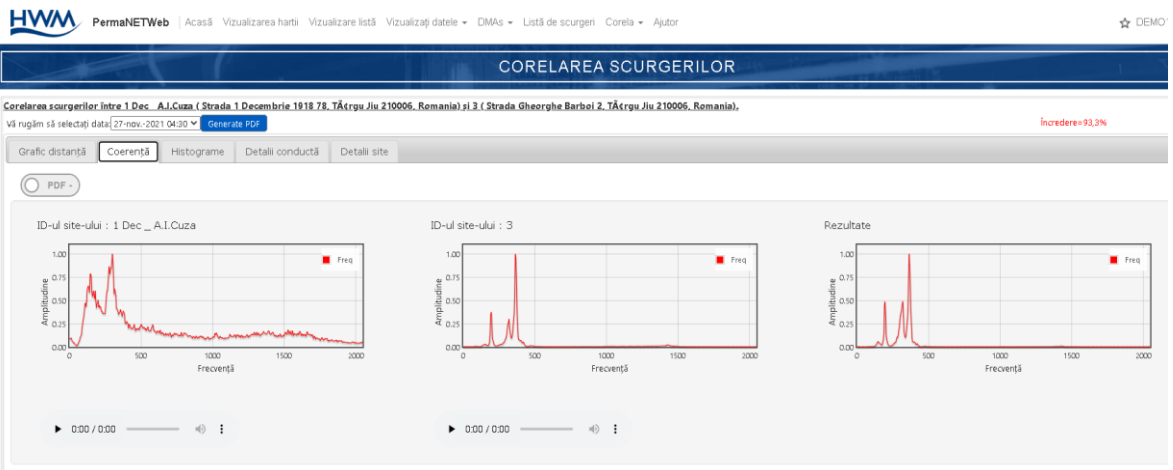 HWM PermaNETWeb Acasă Vizualizarea hartii Vizualizare listă Vizualizați datele DMAs Listă de scurgeri Corela Ajutor DEMO
CORELAREA SCURGERILOR
Corelarea scurgerilor între 1 Dec _ A.I.Cuza ( Strada 1 Decembrie 1918 78, TÃ¢rgu Jiu 210006, Romania) și 3 ( Strada Gheorghe Barboi 2, TÃ¢rgu Jiu 210006, Romania).
Vă rugăm să selectați data: 27-nov.-2021 04:30 Generate PDF Încredere=93,3%
Grafic distanță Coerență Histograme Detalii conductă Detalii site
PDF -
ID-ul site-ului : 1 Dec _ A.I.Cuza ID-ul site-ului : 3 Rezultate
Amplitudine
1.00
0.75
0.50
0.25
0.00
Freq
0 500 1000 1500 2000
Frecvență
Amplitudine
1.00
0.75
0.50
0.25
0.00
Freq
0 500 1000 1500 2000
Frecvență
Amplitudine
1.00
0.75
0.50
0.25
0.00
Freq
0 500 1000 1500 2000
Frecvență
0:00 / 0:00 0:00 / 0:00